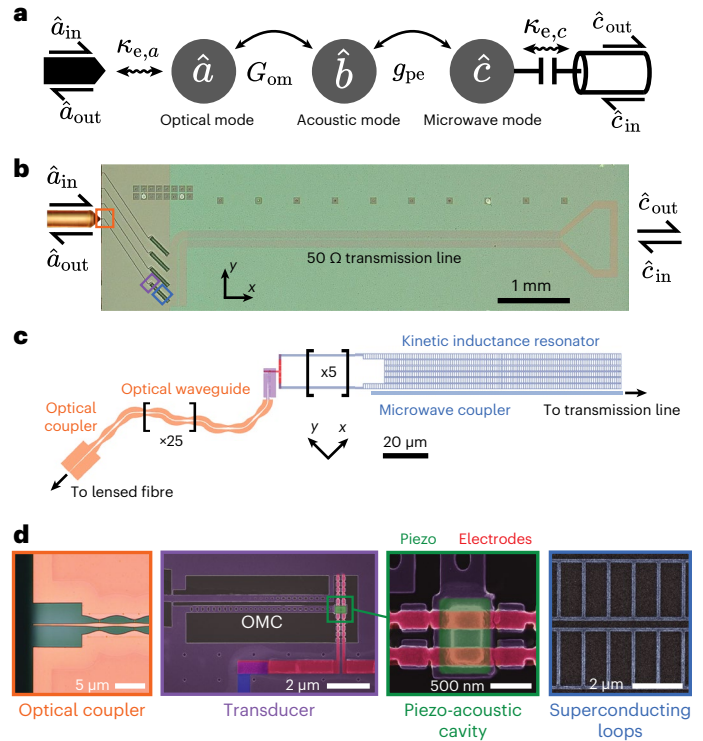 a
â_in
â_out
κ_e,a
â
G_om
b̂
g_pe
ĉ
κ_e,c
ĉ_out
ĉ_in
Optical mode
Acoustic mode
Microwave mode
b
â_in
â_out
50 Ω transmission line
y
x
1 mm
ĉ_out
ĉ_in
c
Kinetic inductance resonator
Optical waveguide
x5
Optical
coupler
×25
Microwave coupler
To transmission line
y
x
20 μm
To lensed fibre
d
Piezo
Electrodes
OMC
5 μm
2 μm
500 nm
2 μm
Optical coupler
Transducer
Piezo-acoustic
cavity
Superconducting
loops